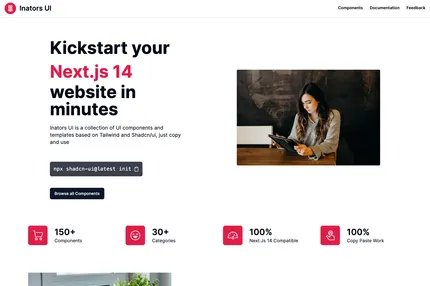 Inators UI
Components
Documentation
Feedback
Kickstart your
Next.js 14
website in
minutes
Inators UI is a collection of UI components and
templates based on Tailwind and Shadcn/ui, just copy
and use
npx shadcn-ui@latest init
Browse all Components
150+
Components
30+
Categories
100%
Next.Js 14 Compatible
100%
Copy Paste Work